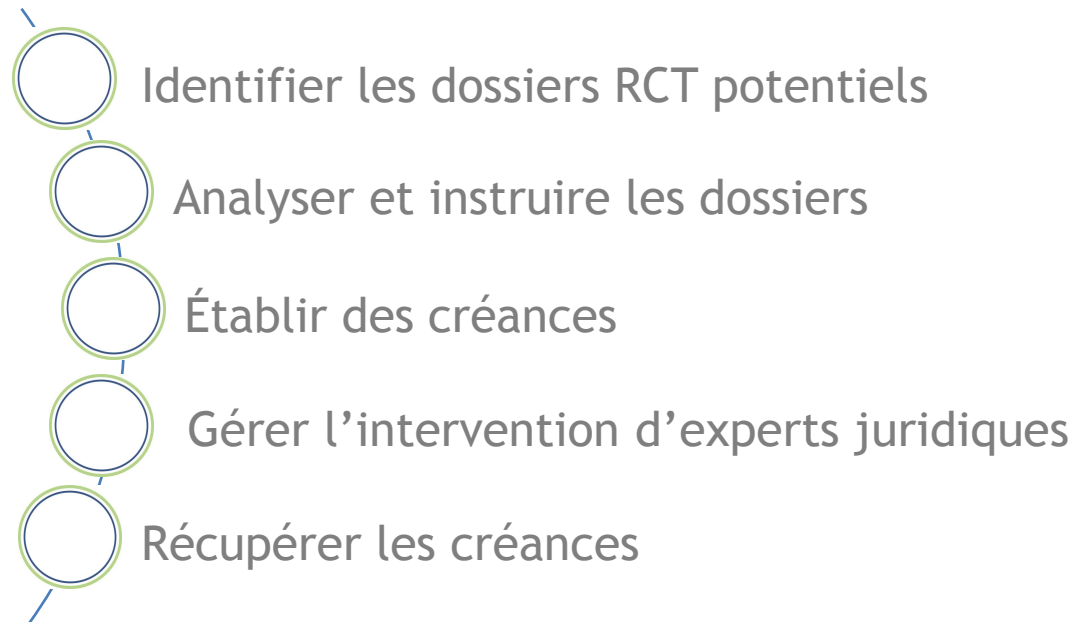 Identifier les dossiers RCT potentiels
Analyser et instruire les dossiers
Établir des créances
Gérer l’intervention d’experts juridiques
Récupérer les créances